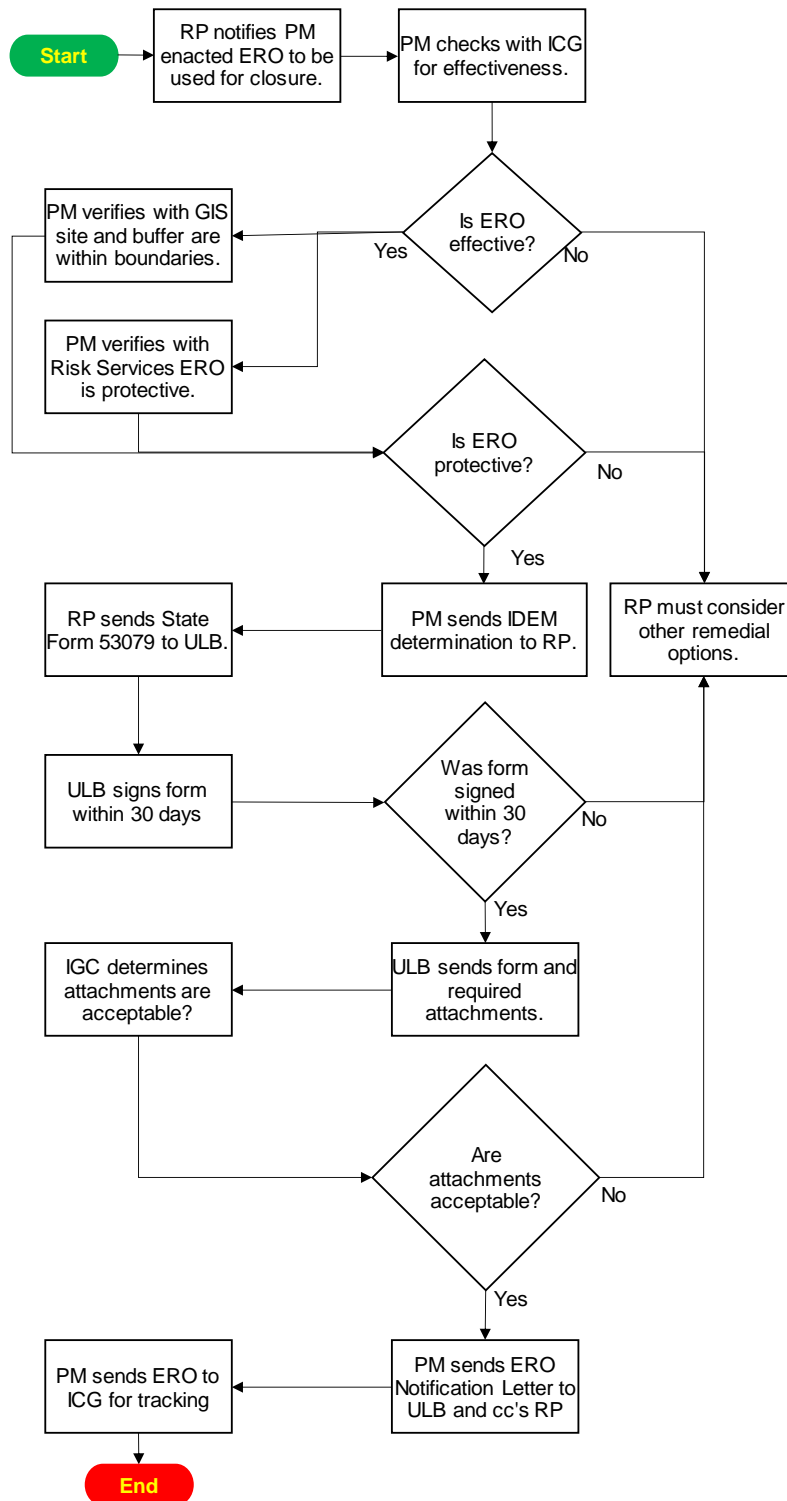 Start
RP notifies PM
enacted ERO to be
used for closure.
PM checks with ICG
for effectiveness.
Is ERO
effective?
Yes
No
PM verifies with GIS
site and buffer are
within boundaries.
PM verifies with
Risk Services ERO
is protective.
Is ERO
protective?
No
Yes
RP sends State
Form 53079 to ULB.
PM sends IDEM
determination to RP.
RP must consider
other remedial
options.
ULB signs form
within 30 days
Was form
signed
within 30
days?
No
Yes
IGC determines
attachments are
acceptable?
ULB sends form and
required
attachments.
Are
attachments
acceptable?
No
Yes
PM sends ERO to
ICG for tracking
PM sends ERO
Notification Letter to
ULB and cc's RP
End